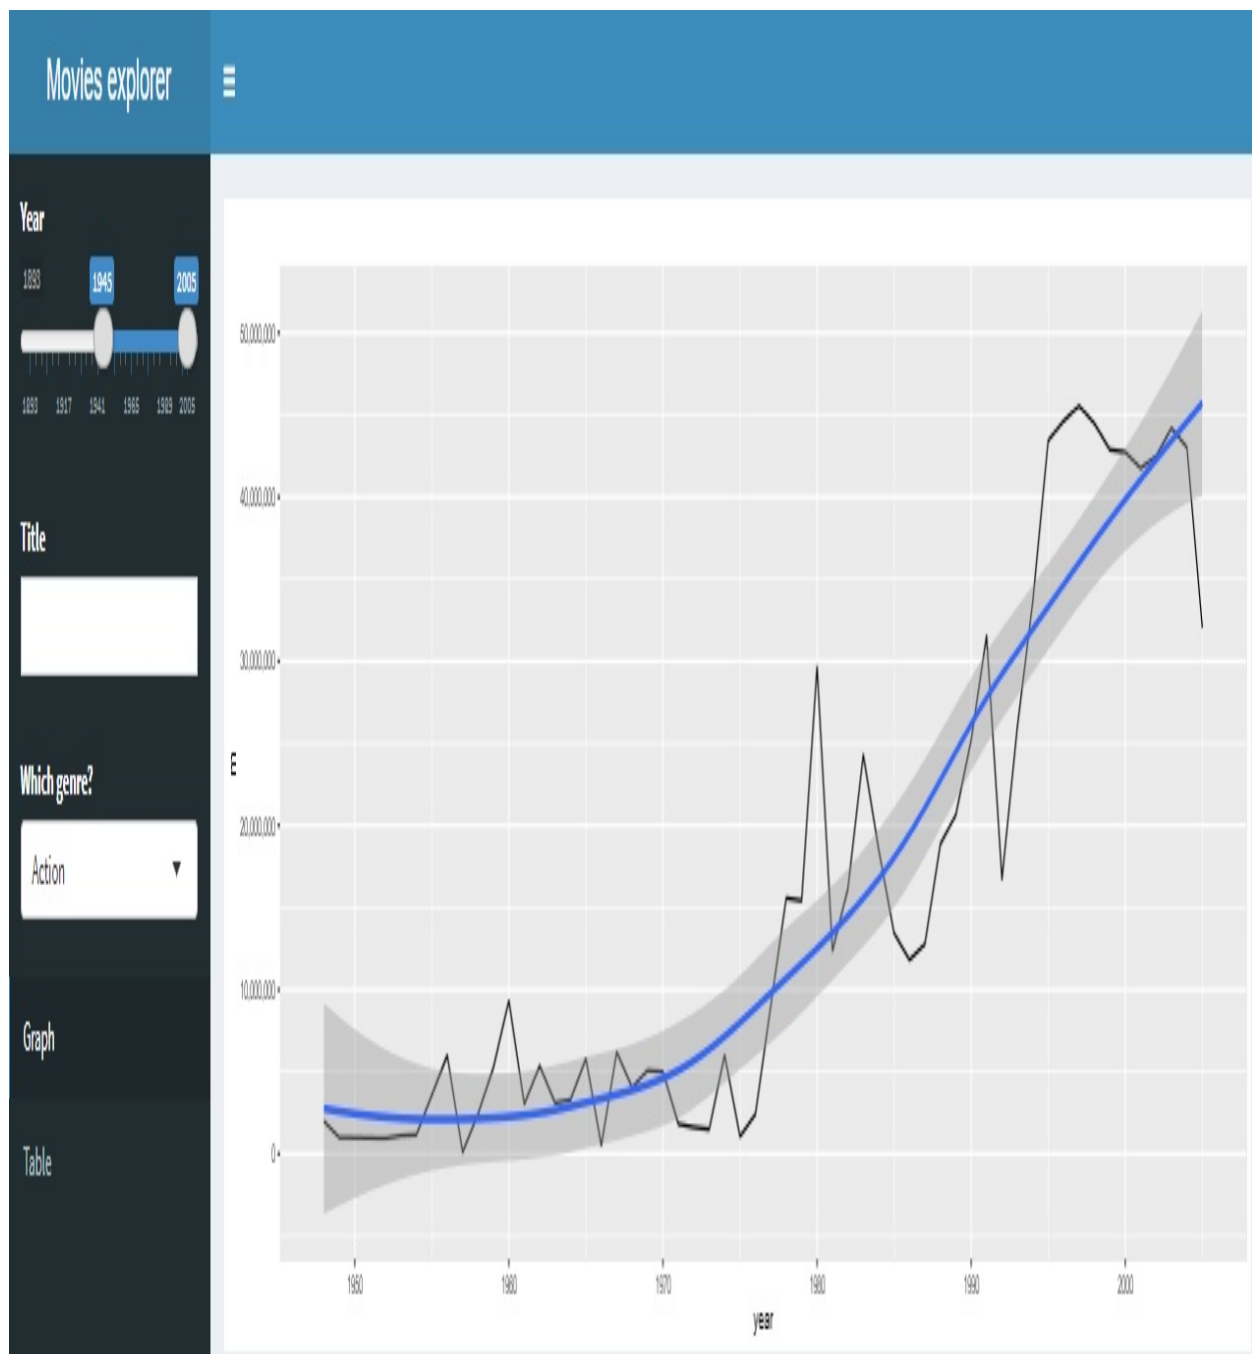 Movies explorer
Year
1893
1945
2005
1893 1917 1941 1965 1989 2005
Title
Which genre?
Action
Graph
Table
50,000,000
40,000,000
30,000,000
20,000,000
10,000,000
0
m
1950 1960 1970 1980 1990 2000
year